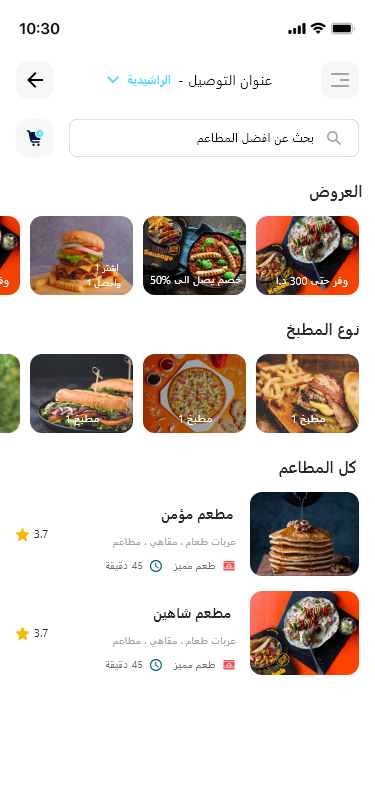 10:30
عنوان التوصيل - الراشيدية
بحث عن افضل المطاعم
العروض
وفر حتى 300 د.ا
خصم يصل الى 50%
Sausage
اشتر 1
واحصل 1
وفر
نوع المطبخ
مطبخ 1
مطبخ 1
مطبخ 1
كل المطاعم
مطعم مؤمن
عربات طعام ، مقاهي ، مطاعم
طعم مميز
45 دقيقة
3.7
مطعم شاهين
عربات طعام ، مقاهي ، مطاعم
طعم مميز
45 دقيقة
3.7